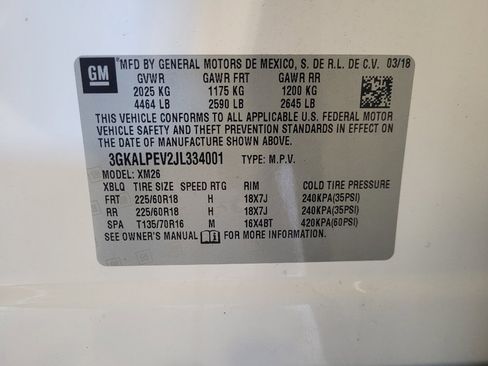 GM
MFD BY GENERAL MOTORS DE MEXICO, S. DE R.L. DE C.V. 03/18
GVWR GAWR FRT GAWR RR
2025 KG 1175 KG 1200 KG
4464 LB 2590 LB 2645 LB
THIS VEHICLE CONFORMS TO ALL APPLICABLE U.S. FEDERAL MOTOR
VEHICLE SAFETY AND THEFT PREVENTION STANDARDS IN EFFECT ON
THE DATE OF MANUFACTURE SHOWN ABOVE.
3GKALPEV2JL334001 TYPE: M.P.V.
MODEL: XM26
XBLQ TIRE SIZE SPEED RTG RIM COLD TIRE PRESSURE
FRT 225/60R18 H 18X7J 240KPA(35PSI)
RR 225/60R18 H 18X7J 240KPA(35PSI)
SPA T135/70R16 M 16X4BT 420KPA(60PSI)
SEE OWNER'S MANUAL FOR MORE INFORMATION.